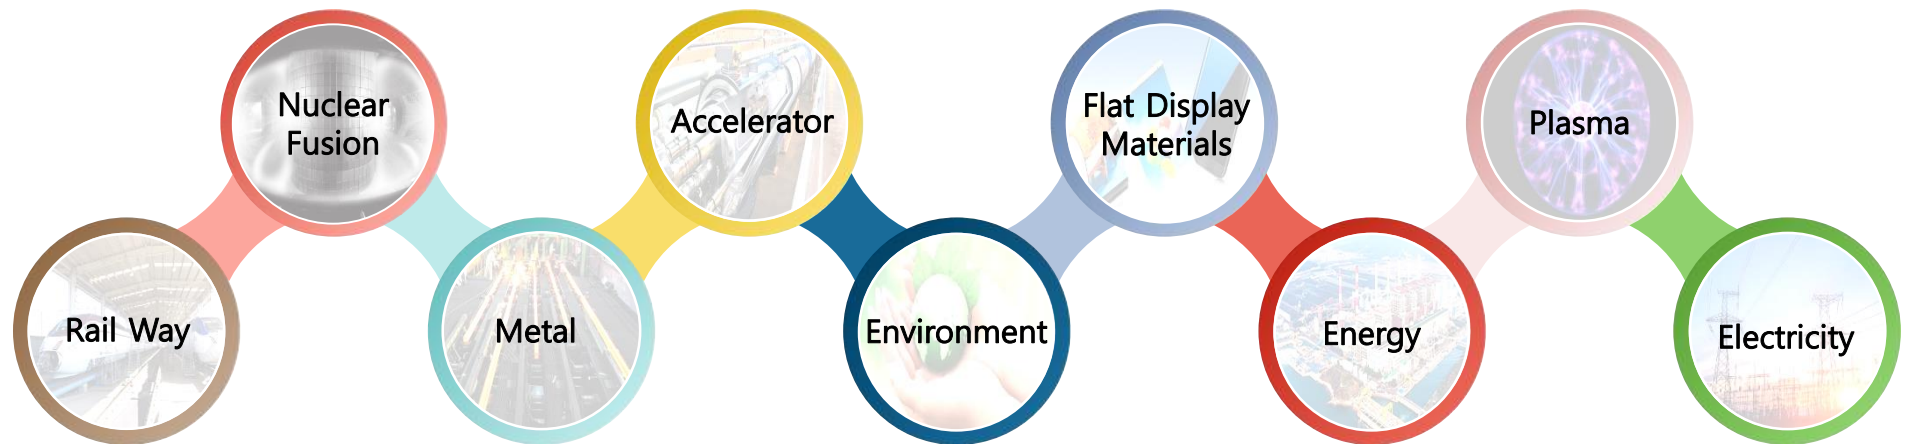 Rail Way
Nuclear
Fusion
Metal
Accelerator
Environment
Flat Display
Materials
Energy
Plasma
Electricity